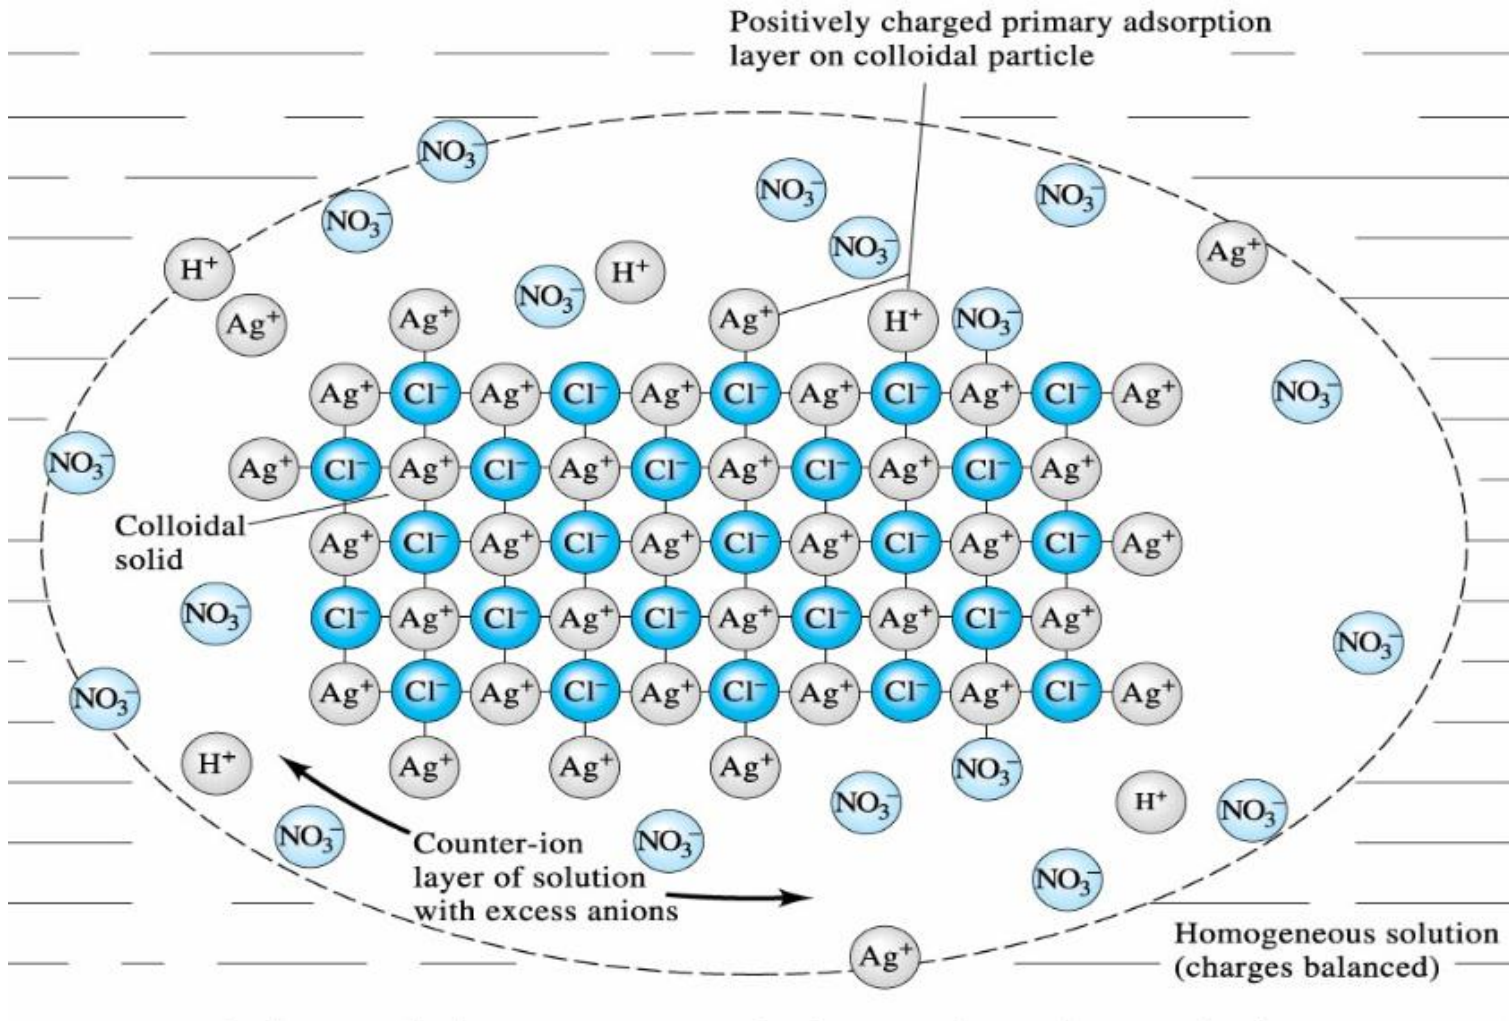 Positively charged primary adsorption
layer on colloidal particle
NO₃⁻
NO₃⁻ NO₃⁻
NO₃⁻ NO₃⁻ Ag⁺
H⁺ H⁺
NO₃⁻
Ag⁺ Ag⁺ Ag⁺ H⁺ NO₃⁻
Ag⁺ Cl⁻ Ag⁺ Cl⁻ Ag⁺ Cl⁻ Ag⁺ Cl⁻ Ag⁺ Cl⁻ Ag⁺ NO₃⁻
NO₃⁻ Ag⁺ Cl⁻ Ag⁺ Cl⁻ Ag⁺ Cl⁻ Ag⁺ Cl⁻ Ag⁺ Cl⁻ Ag⁺
Colloidal
solid
Ag⁺ Cl⁻ Ag⁺ Cl⁻ Ag⁺ Cl⁻ Ag⁺ Cl⁻ Ag⁺ Cl⁻ Ag⁺
NO₃⁻ Cl⁻ Ag⁺ Cl⁻ Ag⁺ Cl⁻ Ag⁺ Cl⁻ Ag⁺ Cl⁻ Ag⁺ NO₃⁻
NO₃⁻ Ag⁺ Cl⁻ Ag⁺ Cl⁻ Ag⁺ Cl⁻ Ag⁺ Cl⁻ Ag⁺ Cl⁻ Ag⁺
H⁺ Ag⁺ Ag⁺ Ag⁺ NO₃⁻
NO₃⁻ H⁺ NO₃⁻
NO₃⁻ NO₃⁻
Counter-ion
layer of solution
with excess anions
NO₃⁻
Ag⁺
Homogeneous solution
(charges balanced)